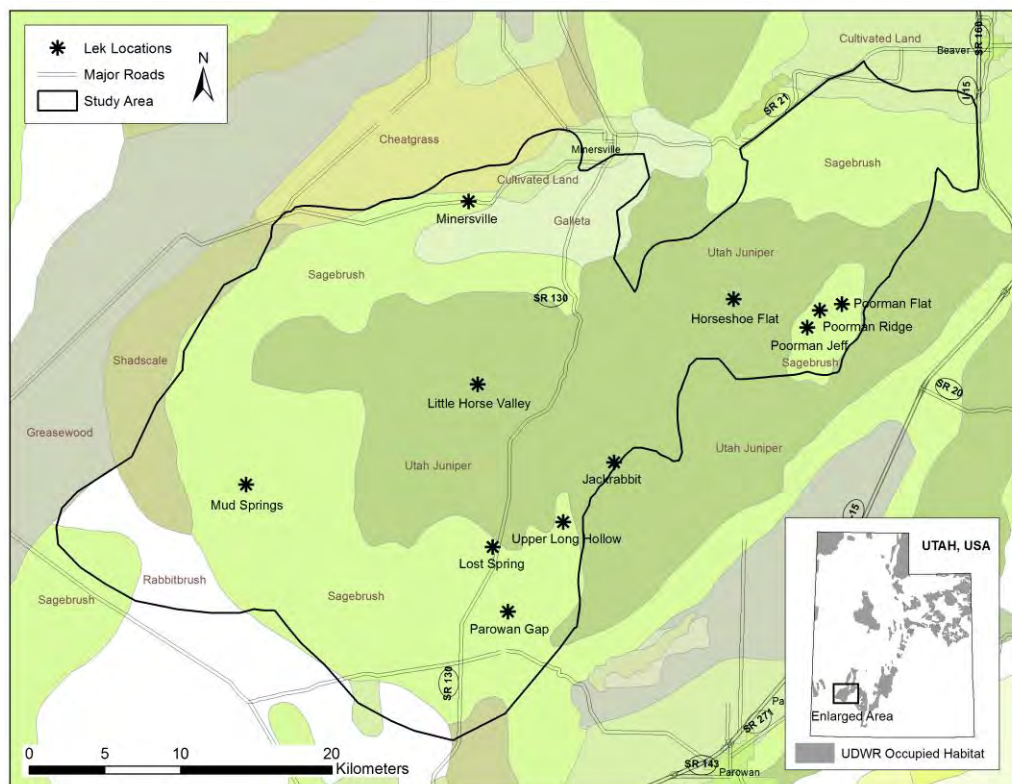 Lek Locations
Major Roads
Study Area
N
Cultivated Land
Beaver
SR 160
I-15
SR 21
Cheatgrass
Minersville
Sagebrush
Cultivated Land
Minersville
Galleta
Utah Juniper
Sagebrush
SR 130
Horseshoe Flat
Poorman Flat
Poorman Ridge
Poorman Jeff
Sagebrush
Shadscale
Little Horse Valley
SR 20
Greasewood
Utah Juniper
Utah Juniper
Jackrabbit
Mud Springs
I-15
Upper Long Hollow
Lost Spring
Rabbitbrush
Sagebrush
Sagebrush
Parowan Gap
SR 130
SR 271
Pa
SR 143
Parowan
UTAH, USA
Enlarged Area
UDWR Occupied Habitat
0 5 10 20
Kilometers